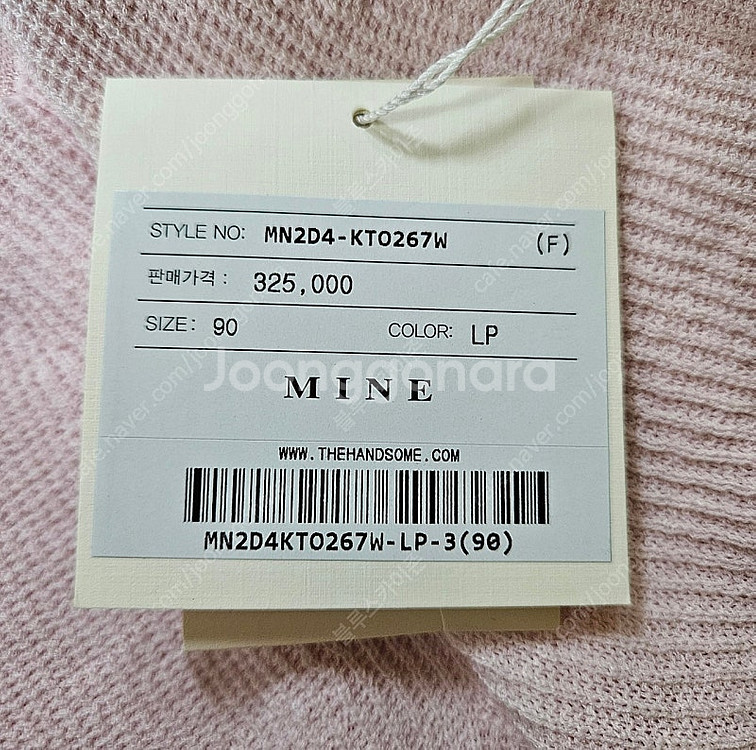 STYLE NO: MN2D4-KTO267W (F)
판매가격 : 325,000
SIZE: 90 COLOR: LP
Joonggonara
MINE
WWW.THEHANDSOME.COM
MN2D4KTO267W-LP-3(90)